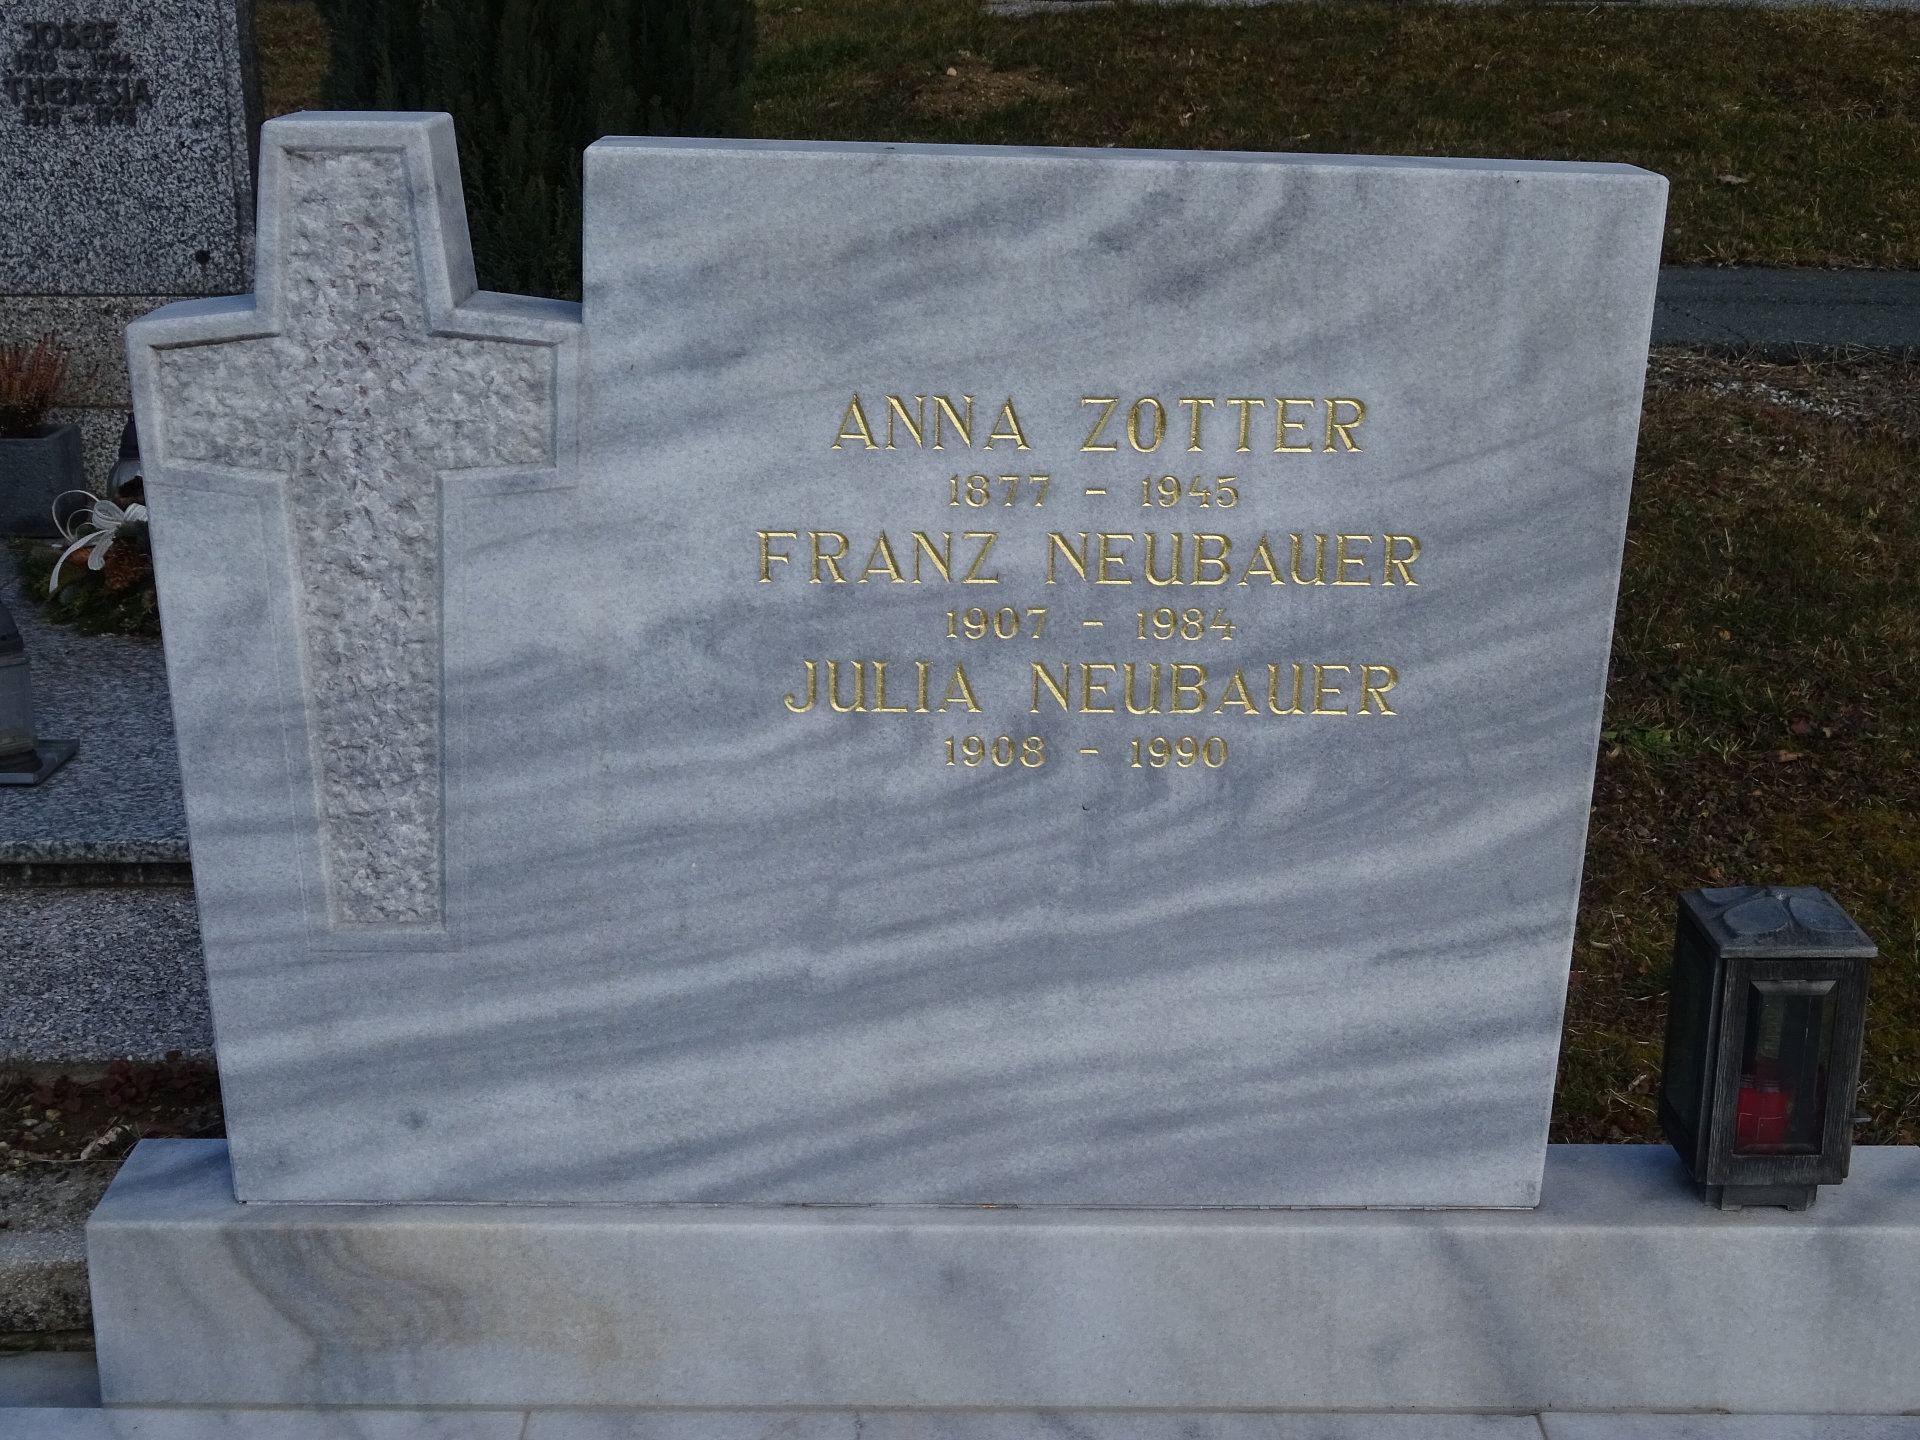 JOSEF
THERESIA
ANNA ZOTTER
1877 - 1945
FRANZ NEUBAUER
1907 - 1984
JULIA NEUBAUER
1908 - 1990